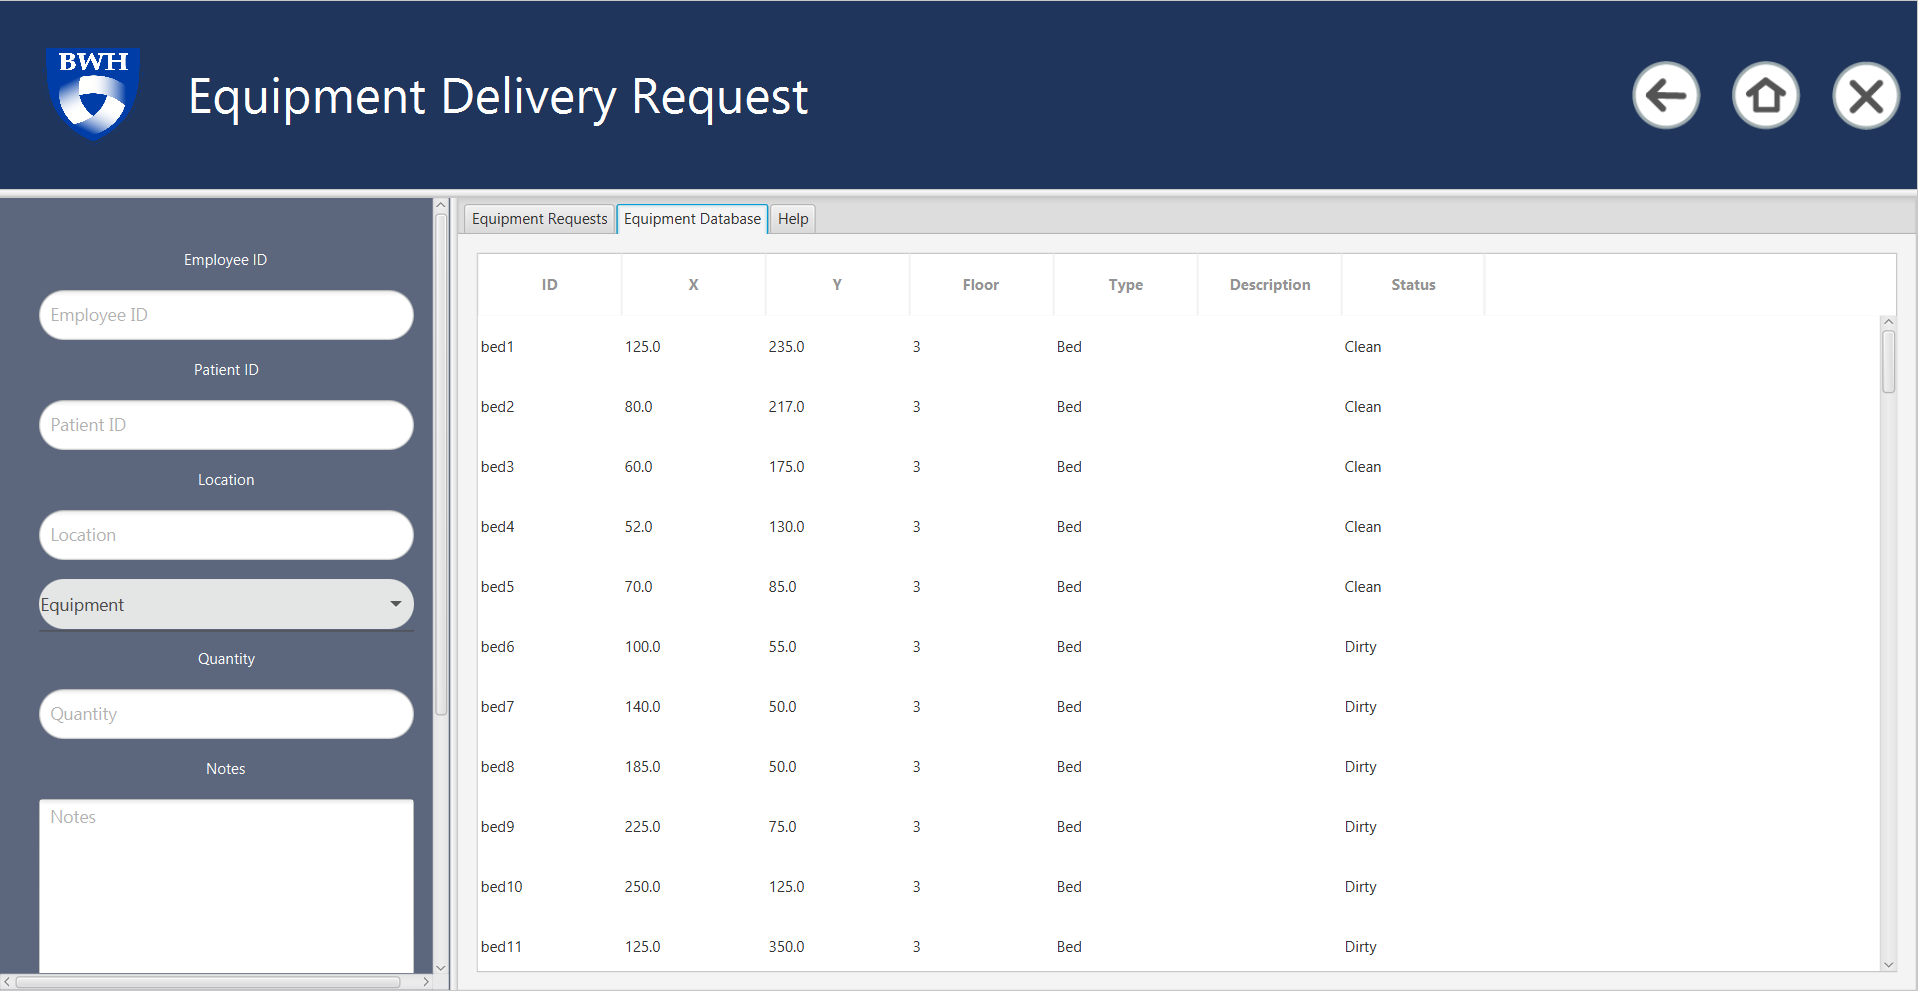 BWH
Equipment Delivery Request
Employee ID
Employee ID
Patient ID
Patient ID
Location
Location
Equipment
Quantity
Quantity
Notes
Notes
Equipment Requests Equipment Database Help
ID X Y Floor Type Description Status
bed1 125.0 235.0 3 Bed Clean
bed2 80.0 217.0 3 Bed Clean
bed3 60.0 175.0 3 Bed Clean
bed4 52.0 130.0 3 Bed Clean
bed5 70.0 85.0 3 Bed Clean
bed6 100.0 55.0 3 Bed Dirty
bed7 140.0 50.0 3 Bed Dirty
bed8 185.0 50.0 3 Bed Dirty
bed9 225.0 75.0 3 Bed Dirty
bed10 250.0 125.0 3 Bed Dirty
bed11 125.0 350.0 3 Bed Dirty